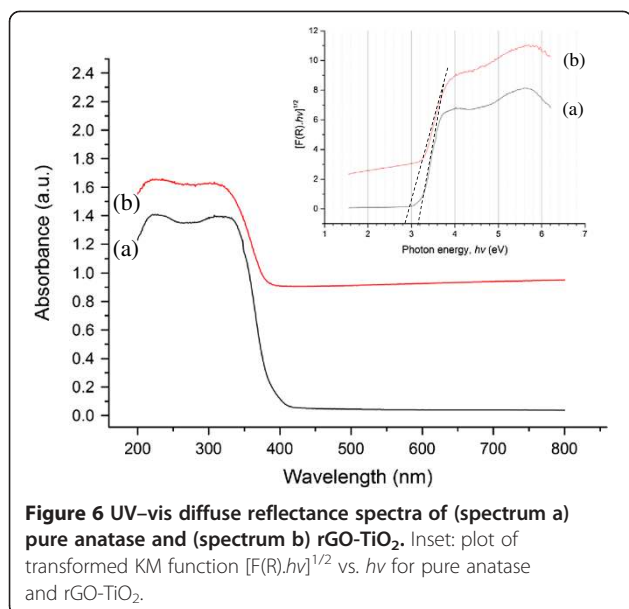 2.4
2.2
2.0
1.8
1.6
1.4
1.2
1.0
0.8
0.6
0.4
0.2
0.0
Absorbance (a.u.)
(b)
(a)
200 300 400 500 600 700 800
Wavelength (nm)
12
10
8
6
4
2
0
[F(R).hv]^1/2
(b)
(a)
1 2 3 4 5 6 7
Photon energy, hv (eV)
Figure 6 UV–vis diffuse reflectance spectra of (spectrum a)
pure anatase and (spectrum b) rGO-TiO₂. Inset: plot of
transformed KM function [F(R).hv]^1/2 vs. hv for pure anatase
and rGO-TiO₂.